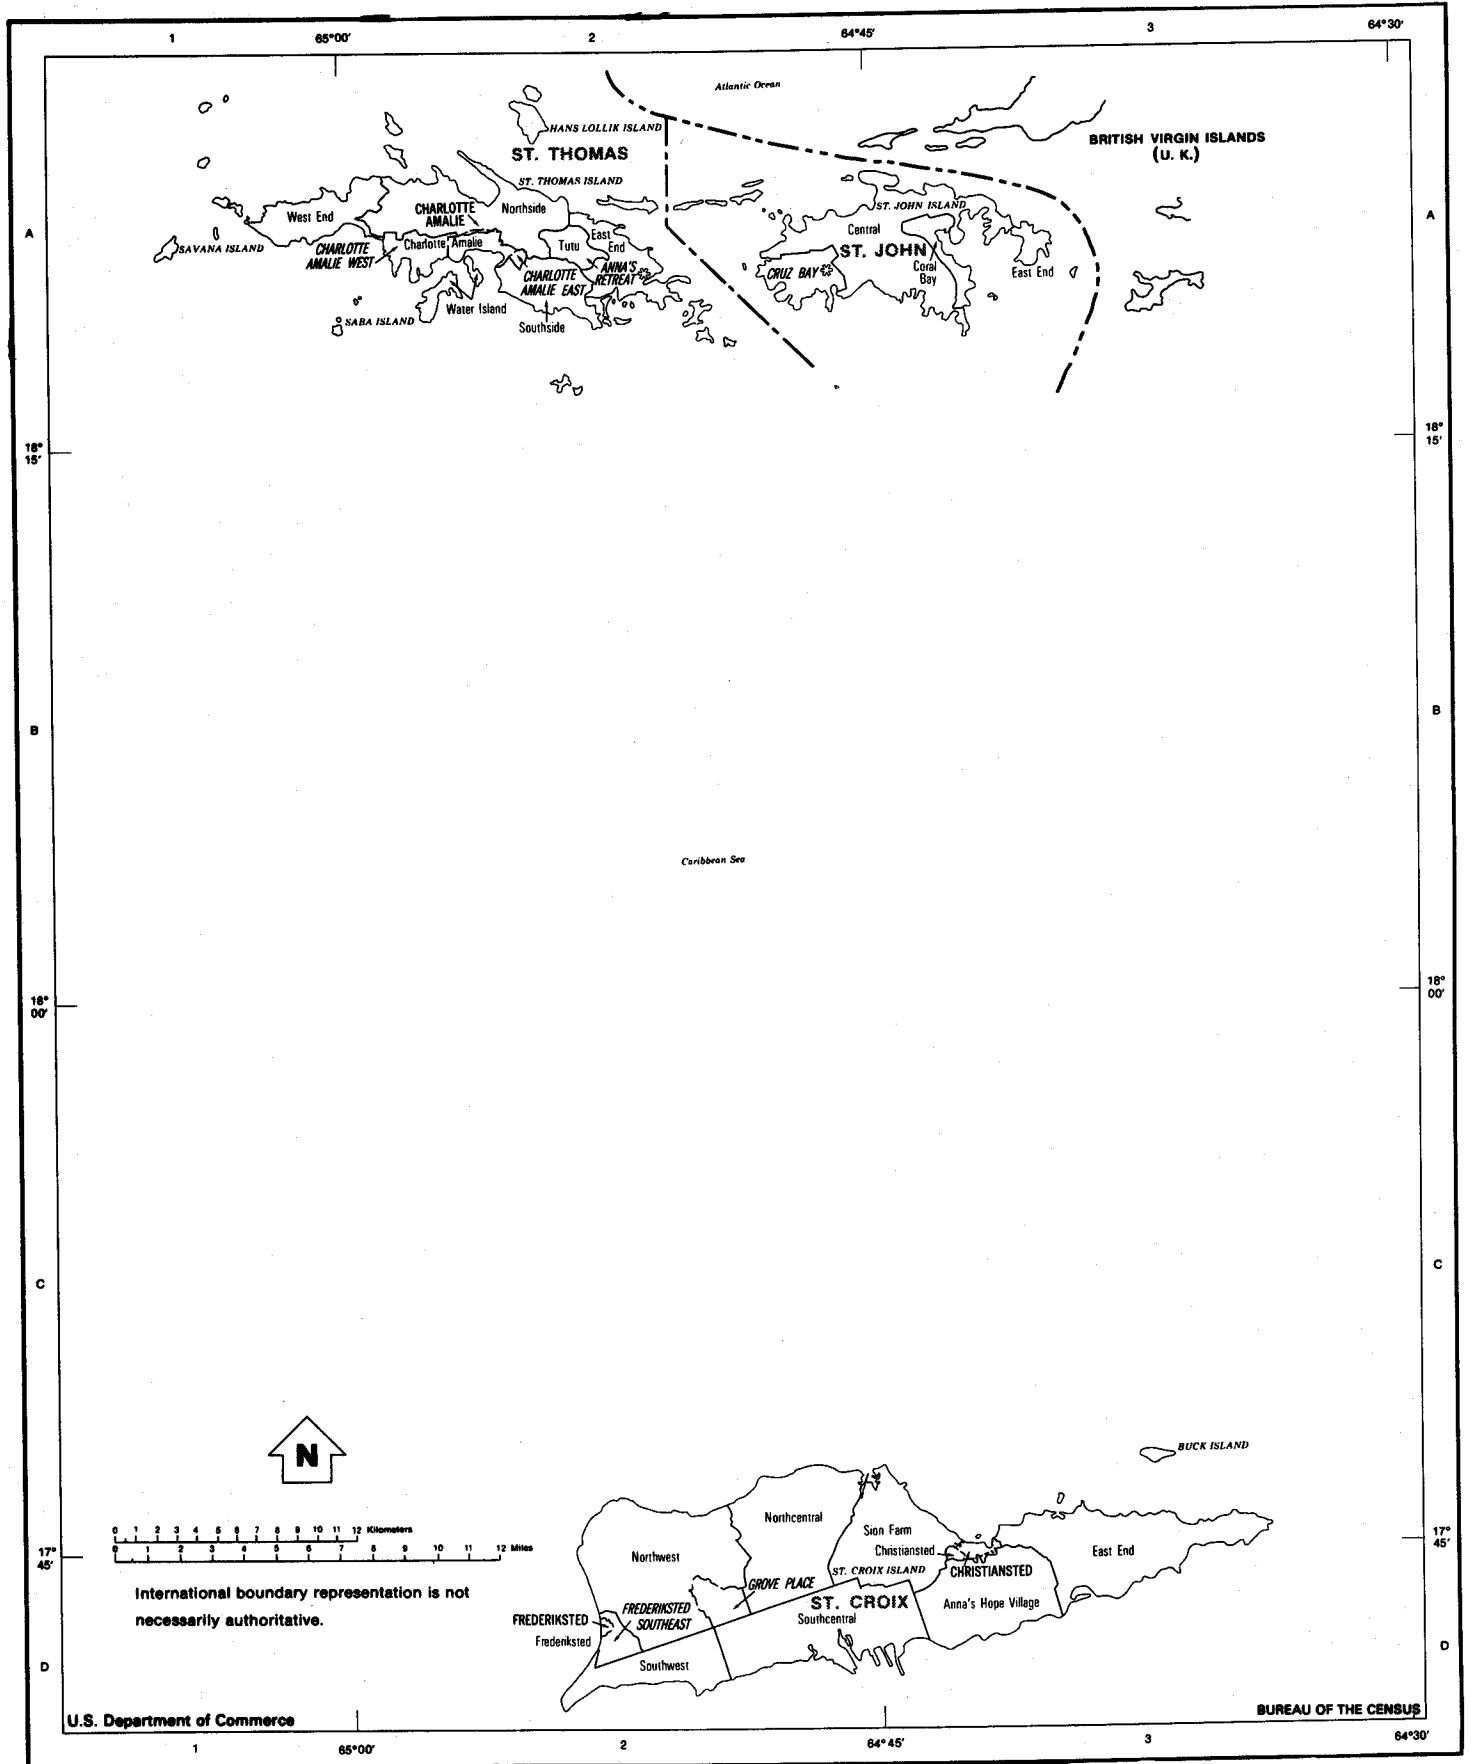 1
65°00'
2
64°45'
3
64°30'
Atlantic Ocean
HANS LOLLIK ISLAND
ST. THOMAS
BRITISH VIRGIN ISLANDS
(U. K.)
ST. THOMAS ISLAND
A
West End
CHARLOTTE
AMALIE
Northside
ST. JOHN ISLAND
A
SAVANA ISLAND
CHARLOTTE
AMALIE WEST
Charlotte Amalie
Tutu
East
End
Central
ST. JOHN
CHARLOTTE
AMALIE EAST
ANNA'S
RETREAT
CRUZ BAY
Coral
Bay
East End
Water Island
SABA ISLAND
Southside
18°
15'
18°
15'
B
B
Caribbean Sea
18°
00'
18°
00'
C
C
N
BUCK ISLAND
0 1 2 3 4 5 6 7 8 9 10 11 12 Kilometers
0 1 2 3 4 5 6 7 8 9 10 11 12 Miles
17°
45'
17°
45'
International boundary representation is not
necessarily authoritative.
Northcentral
Sion Farm
Christiansted
East End
Northwest
ST. CROIX ISLAND
CHRISTIANSTED
GROVE PLACE
ST. CROIX
Anna's Hope Village
FREDERIKSTED
SOUTHEAST
Southcentral
FREDERIKSTED
Frederiksted
Southwest
D
D
U.S. Department of Commerce
BUREAU OF THE CENSUS
1
65°00'
2
64°45'
3
64°30'